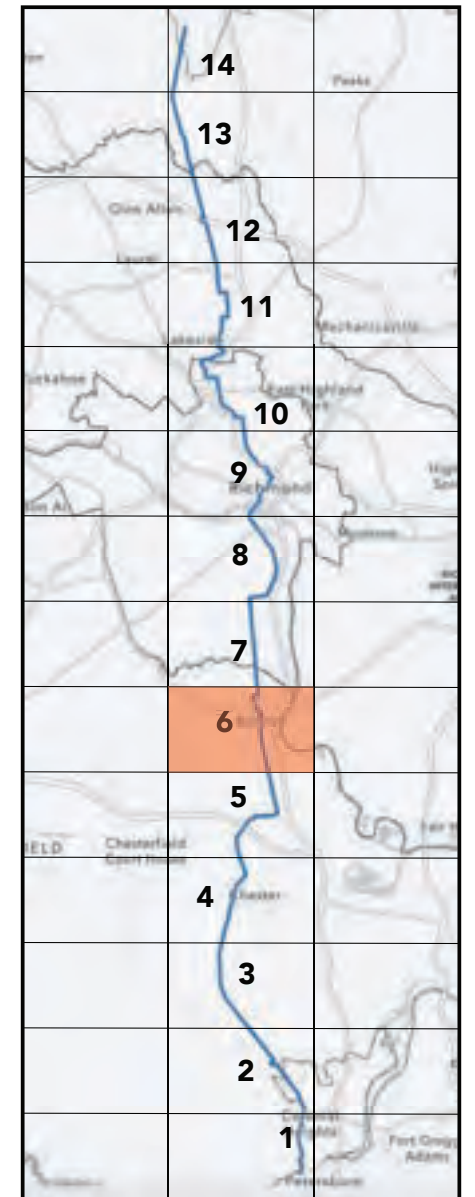 14
Peaks
13
Glen Allen
12
Laurel
11
Mechanicsville
Lakeside
East Highland
Park
10
9
Richmond
8
7
6
5
Chesterfield
Court House
IELD
4
Chester
3
2
Colonial
Heights
1
Fort Gregg
Adams
Petersburg